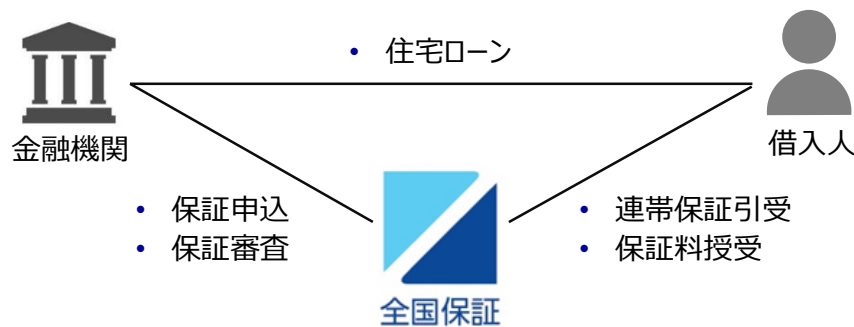 • 住宅ローン
金融機関
借入人
• 保証申込
• 保証審査
• 連帯保証引受
• 保証料授受
全国保証